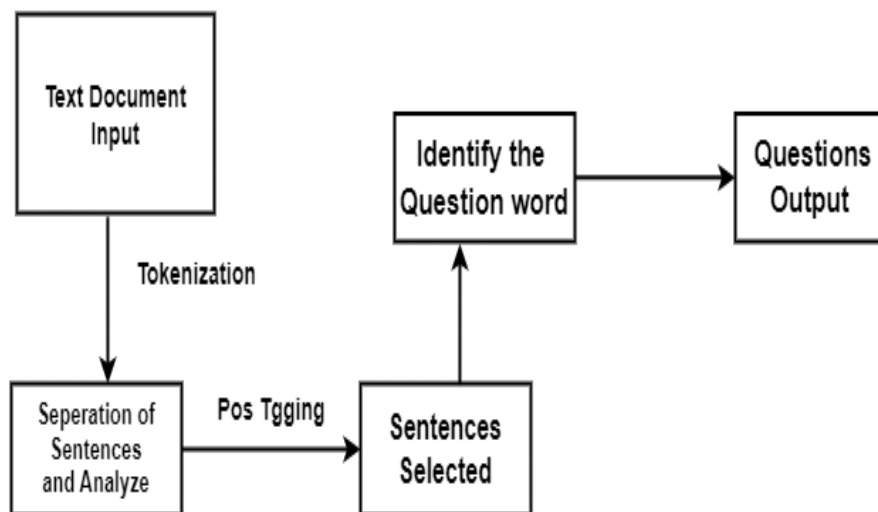 Text Document
Input
Tokenization
Seperation of
Sentences
and Analyze
Pos Tgging
Sentences
Selected
Identify the
Question word
Questions
Output